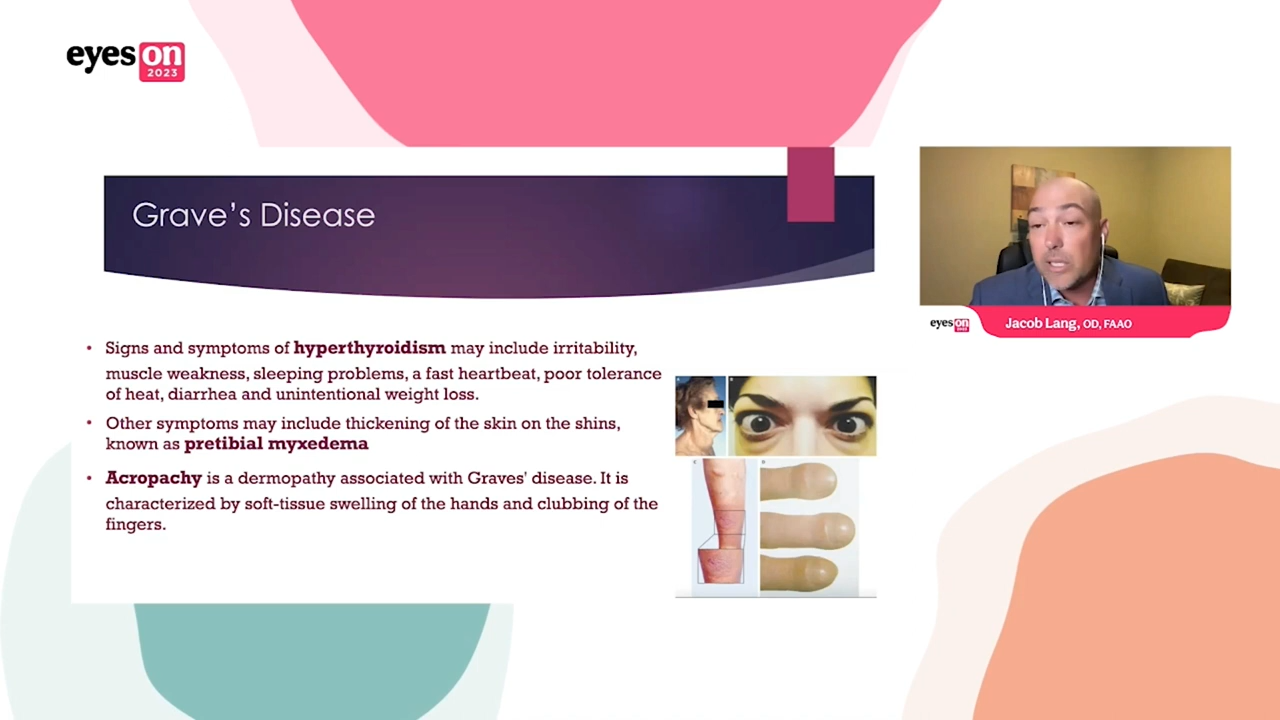 eyes on
2023
Grave's Disease
• Signs and symptoms of hyperthyroidism may include irritability,
muscle weakness, sleeping problems, a fast heartbeat, poor tolerance
of heat, diarrhea and unintentional weight loss.
• Other symptoms may include thickening of the skin on the shins,
known as pretibial myxedema
• Acropachy is a dermopathy associated with Graves' disease. It is
characterized by soft-tissue swelling of the hands and clubbing of the
fingers.
eyes on
2023
Jacob Lang, OD, FAAO